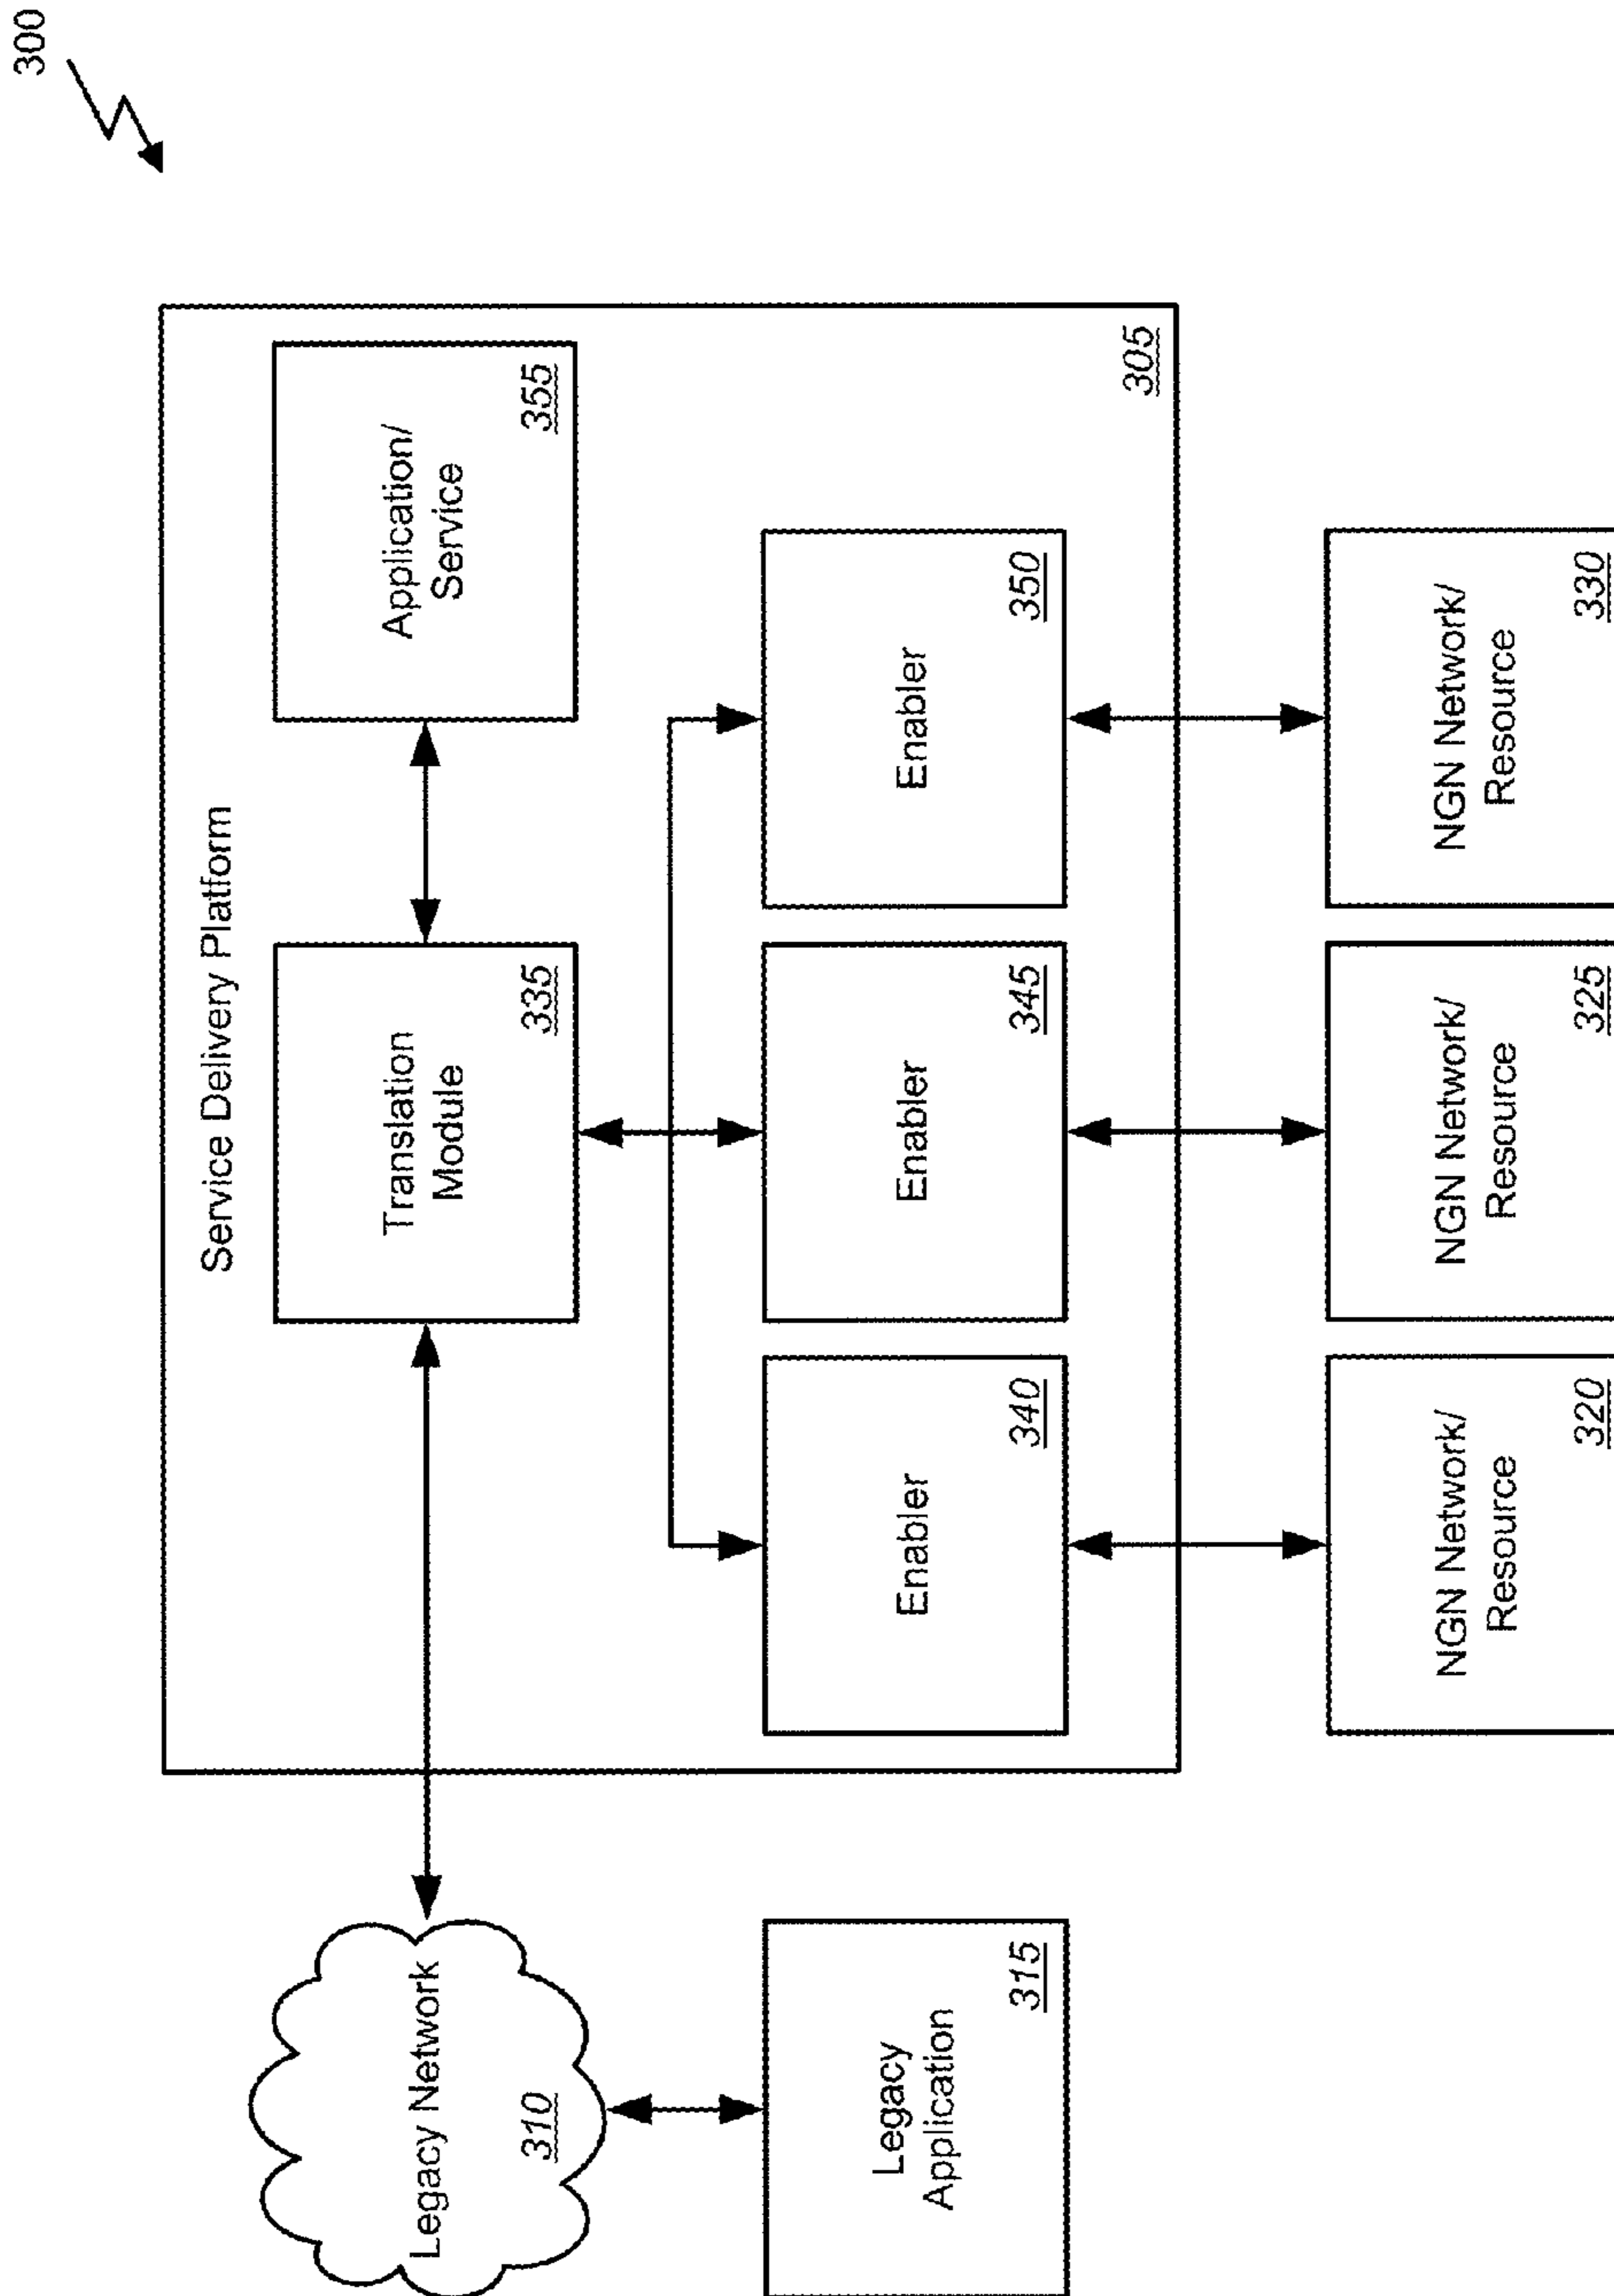 300
Service Delivery Platform
Legacy Network
310
Translation
Module
335
Application/
Service
355
Legacy
Application
315
Enabler
340
Enabler
345
Enabler
350
305
NGN Network/
Resource
320
NGN Network/
Resource
325
NGN Network/
Resource
330